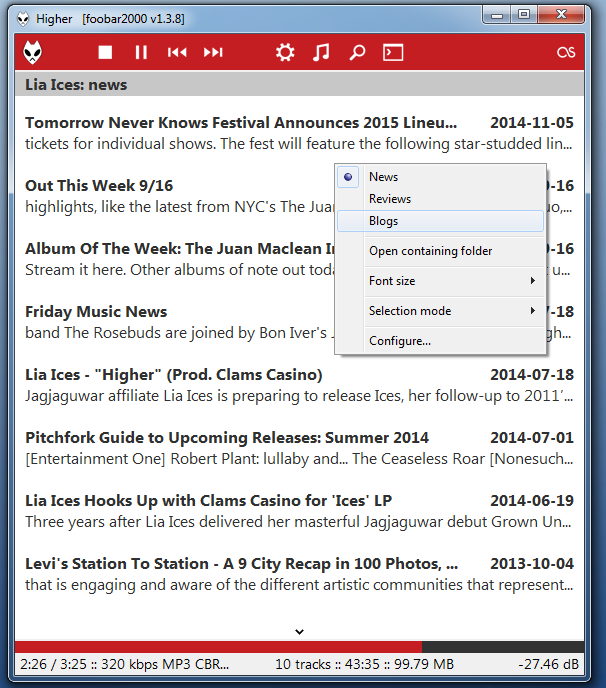 Higher [foobar2000 v1.3.8]
Lia Ices: news
Tomorrow Never Knows Festival Announces 2015 Lineu... 2014-11-05
tickets for individual shows. The fest will feature the following star-studded lin...
News
Out This Week 9/16 9-16
Reviews
highlights, like the latest from NYC's The Jua uo,...
Blogs
Album Of The Week: The Juan Maclean In 9-16
Open containing folder
Stream it here. Other albums of note out toda u...
Font size
Friday Music News 7-18
Selection mode
band The Rosebuds are joined by Bon Iver's J gh...
Configure...
Lia Ices - "Higher" (Prod. Clams Casino) 2014-07-18
Jagjaguwar affiliate Lia Ices is preparing to release Ices, her follow-up to 2011'...
Pitchfork Guide to Upcoming Releases: Summer 2014 2014-07-01
[Entertainment One] Robert Plant: lullaby and... The Ceaseless Roar [Nonesuch...
Lia Ices Hooks Up with Clams Casino for 'Ices' LP 2014-06-19
Three years after Lia Ices delivered her masterful Jagjaguwar debut Grown Un...
Levi's Station To Station - A 9 City Recap in 100 Photos, ... 2013-10-04
that is engaging and aware of the different artistic communities that represent...
2:26 / 3:25 :: 320 kbps MP3 CBR... 10 tracks :: 43:35 :: 99.79 MB -27.46 dB